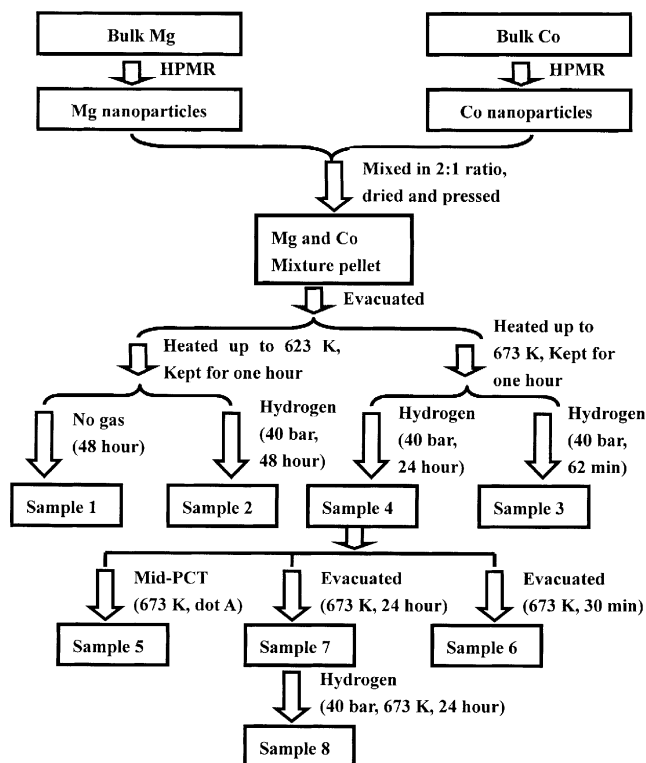 Bulk Mg
Bulk Co
HPMR
HPMR
Mg nanoparticles
Co nanoparticles
Mixed in 2:1 ratio,
dried and pressed
Mg and Co
Mixture pellet
Evacuated
Heated up to 623 K,
Kept for one hour
Heated up to
673 K, Kept for
one hour
No gas
(48 hour)
Hydrogen
(40 bar,
48 hour)
Hydrogen
(40 bar,
24 hour)
Hydrogen
(40 bar,
62 min)
Sample 1
Sample 2
Sample 4
Sample 3
Mid-PCT
(673 K, dot A)
Evacuated
(673 K, 24 hour)
Evacuated
(673 K, 30 min)
Sample 5
Sample 7
Sample 6
Hydrogen
(40 bar, 673 K, 24 hour)
Sample 8